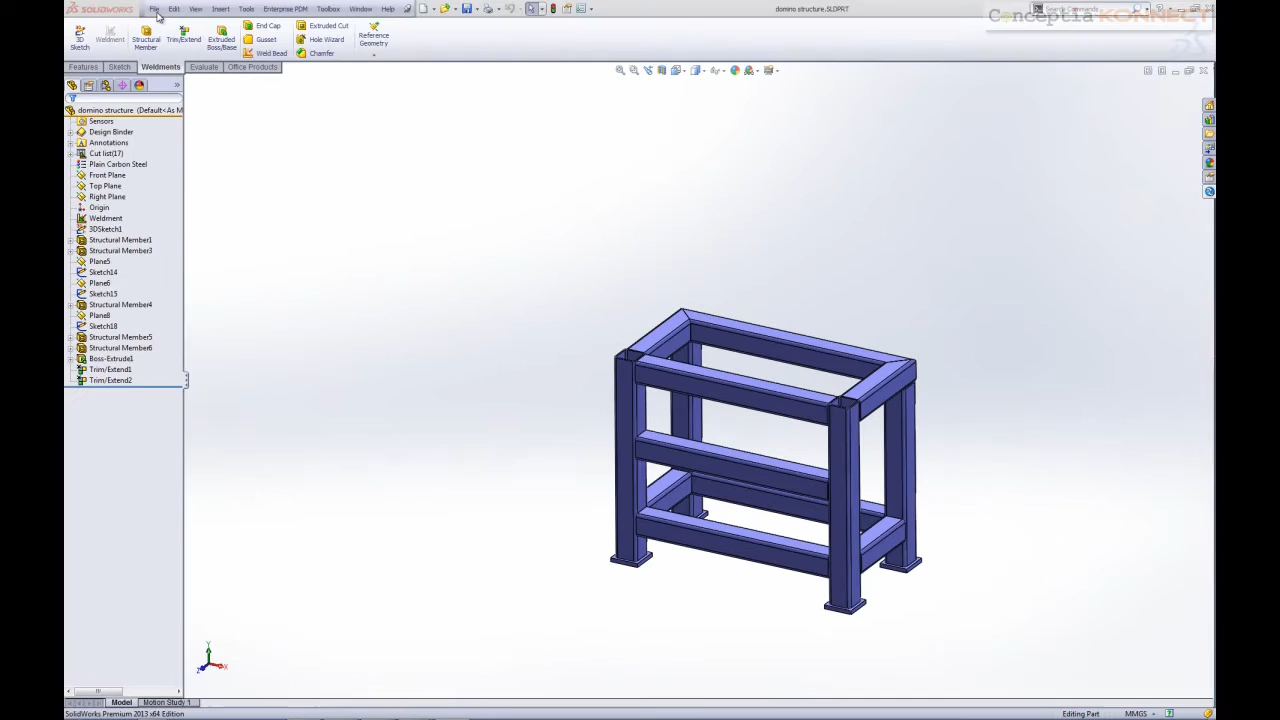 SOLIDWORKS File Edit View Insert Tools Enterprise PDM Toolbox Window Help domino structure.SLDPRT Search Commands
Conceptia KONNECT
3D Sketch
Weldment
Structural Member
Trim/Extend
Extruded Boss/Base
End Cap
Gusset
Weld Bead
Extruded Cut
Hole Wizard
Chamfer
Reference Geometry
Features Sketch Weldments Evaluate Office Products
domino structure (Default<As M
Sensors
Design Binder
Annotations
Cut list(17)
Plain Carbon Steel
Front Plane
Top Plane
Right Plane
Origin
Weldment
3DSketch1
Structural Member1
Structural Member3
Plane5
Sketch14
Plane6
Sketch15
Structural Member4
Plane8
Sketch18
Structural Member5
Structural Member6
Boss-Extrude1
Trim/Extend1
Trim/Extend2
Y
X
Z
Model Motion Study 1
SolidWorks Premium 2013 x64 Edition Editing Part MMGS